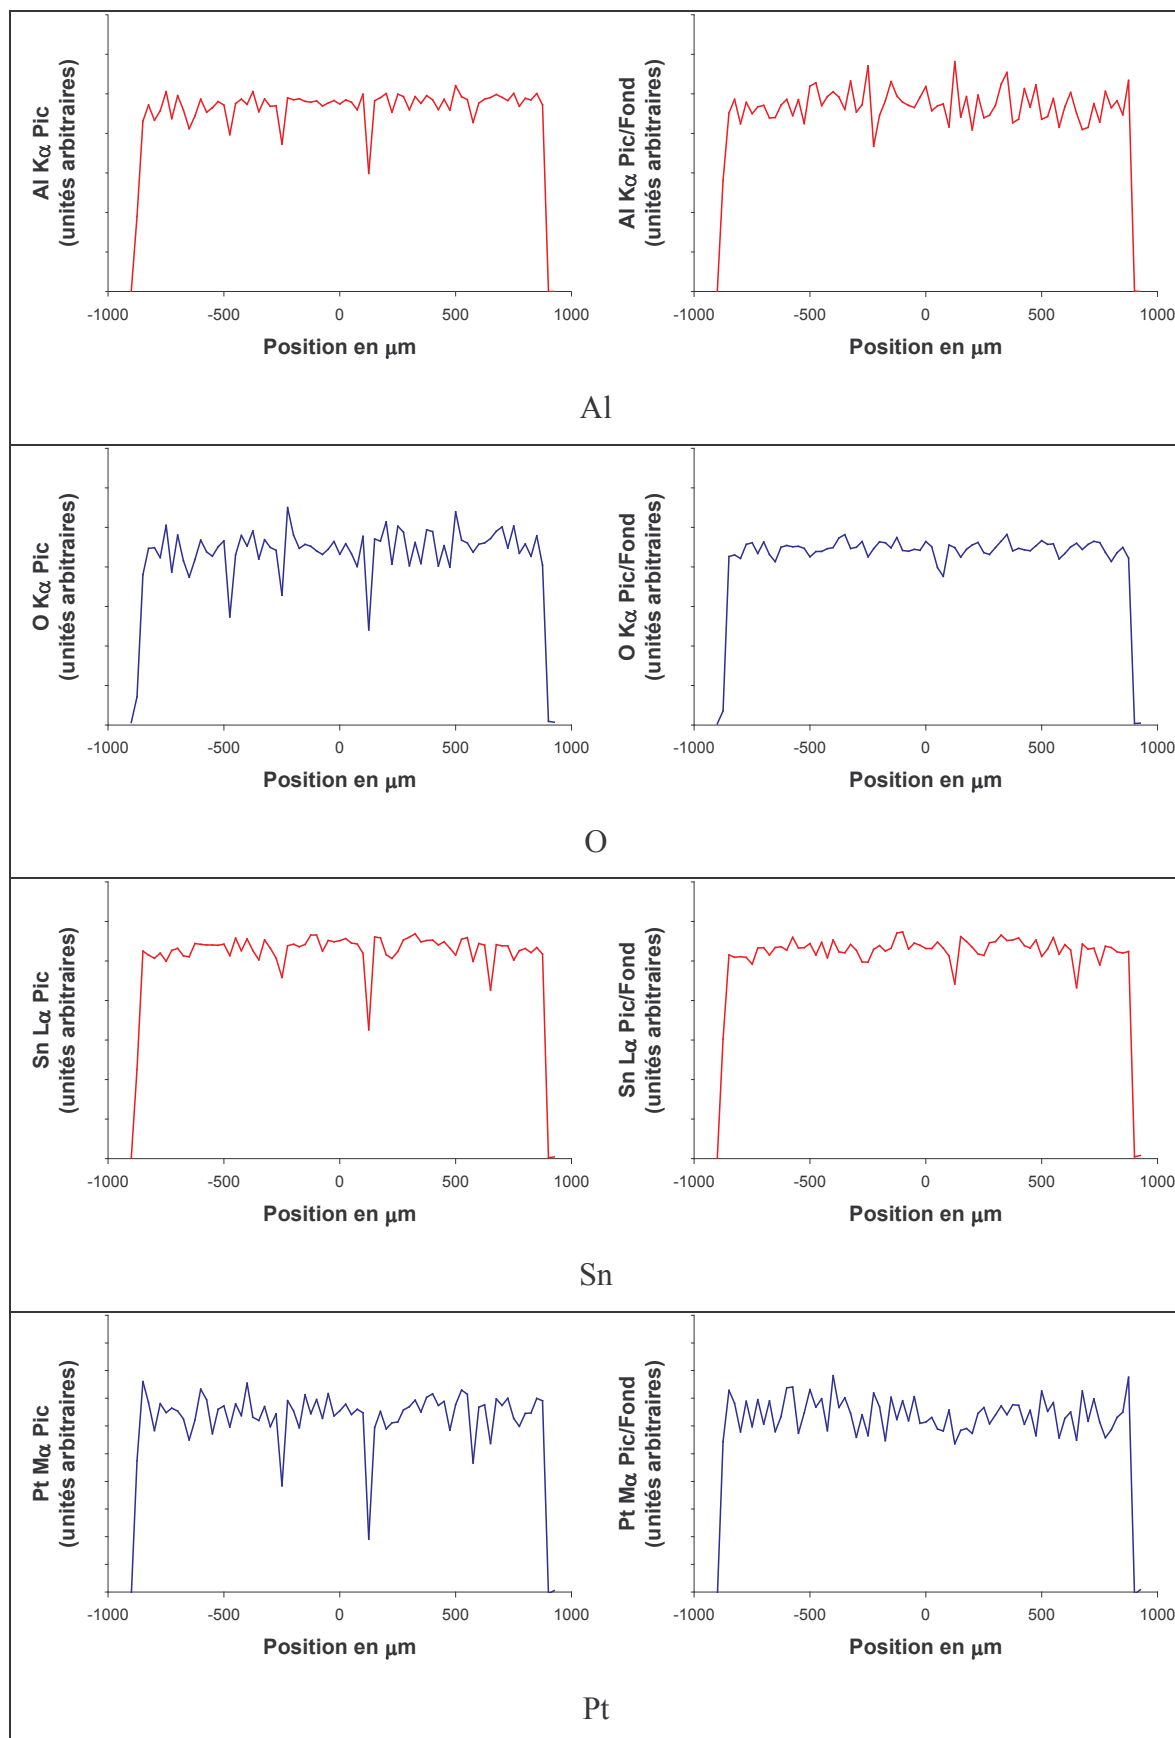 Al Kα Pic
(unités arbitraires)
-1000 -500 0 500 1000
Position en μm
Al Kα Pic/Fond
(unités arbitraires)
-1000 -500 0 500 1000
Position en μm
Al
O Kα Pic
(unités arbitraires)
-1000 -500 0 500 1000
Position en μm
O Kα Pic/Fond
(unités arbitraires)
-1000 -500 0 500 1000
Position en μm
O
Sn Lα Pic
(unités arbitraires)
-1000 -500 0 500 1000
Position en μm
Sn Lα Pic/Fond
(unités arbitraires)
-1000 -500 0 500 1000
Position en μm
Sn
Pt Mα Pic
(unités arbitraires)
-1000 -500 0 500 1000
Position en μm
Pt Mα Pic/Fond
(unités arbitraires)
-1000 -500 0 500 1000
Position en μm
Pt